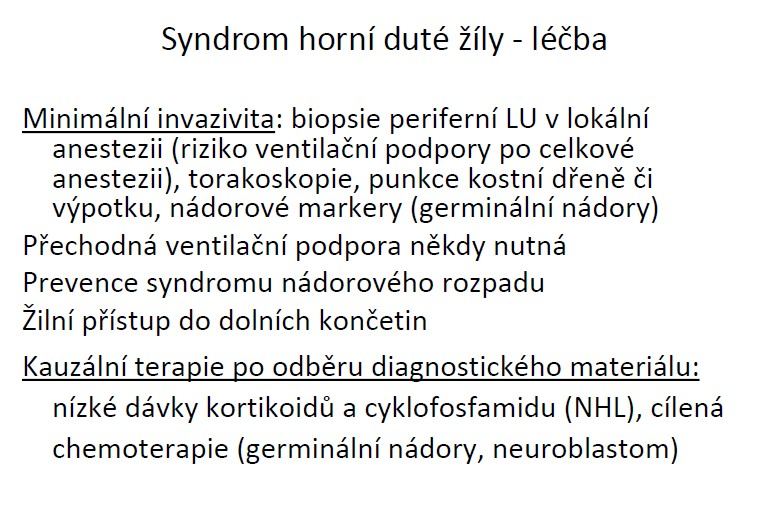 Syndrom horní duté žíly - léčba
Minimální invazivita: biopsie periferní LU v lokální
anestezii (riziko ventilační podpory po celkové
anestezii), torakoskopie, punkce kostní dřeně či
výpotku, nádorové markery (germinální nádory)
Přechodná ventilační podpora někdy nutná
Prevence syndromu nádorového rozpadu
Žilní přístup do dolních končetin
Kauzální terapie po odběru diagnostického materiálu:
nízké dávky kortikoidů a cyklofosfamidu (NHL), cílená
chemoterapie (germinální nádory, neuroblastom)